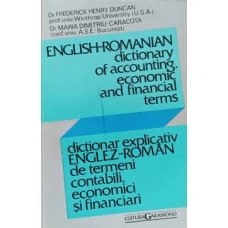 Dr. FREDERICK HENRY DUNCAN
prof. univ. Winthrop University (U.S.A.)
Dr. MARIA DIMITRIU-CARACOTA
conf. univ. A.S.E. București
ENGLISH-ROMANIAN
dictionary
of accounting,
economic
and financial
terms
dicționar explicativ
ENGLEZ-ROMÂN
de termeni
contabili,
economici
și financiari
EDITURA GARAMOND